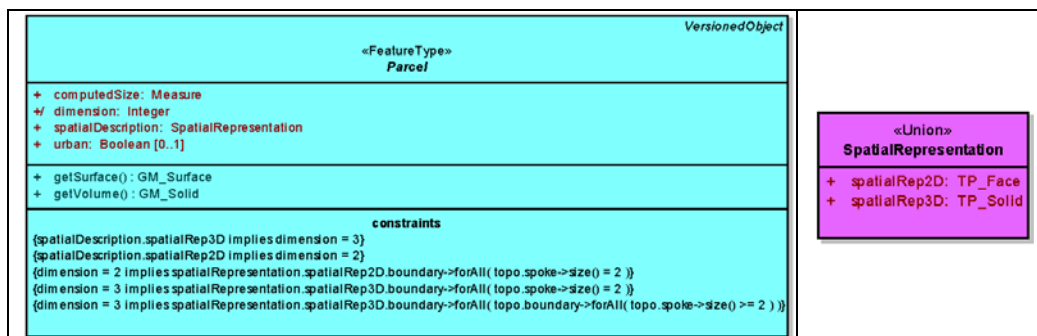 VersionedObject
«FeatureType»
Parcel
+ computedSize: Measure
+/ dimension: Integer
+ spatialDescription: SpatialRepresentation
+ urban: Boolean [0..1]
+ getSurface() : GM_Surface
+ getVolume() : GM_Solid
constraints
{spatialDescription.spatialRep3D implies dimension = 3}
{spatialDescription.spatialRep2D implies dimension = 2}
{dimension = 2 implies spatialRepresentation.spatialRep2D.boundary->forAll( topo.spoke->size() = 2 )}
{dimension = 3 implies spatialRepresentation.spatialRep3D.boundary->forAll( topo.spoke->size() = 2 )}
{dimension = 3 implies spatialRepresentation.spatialRep3D.boundary->forAll( topo.boundary->forAll( topo.spoke->size() >= 2 ) )}
«Union»
SpatialRepresentation
+ spatialRep2D: TP_Face
+ spatialRep3D: TP_Solid